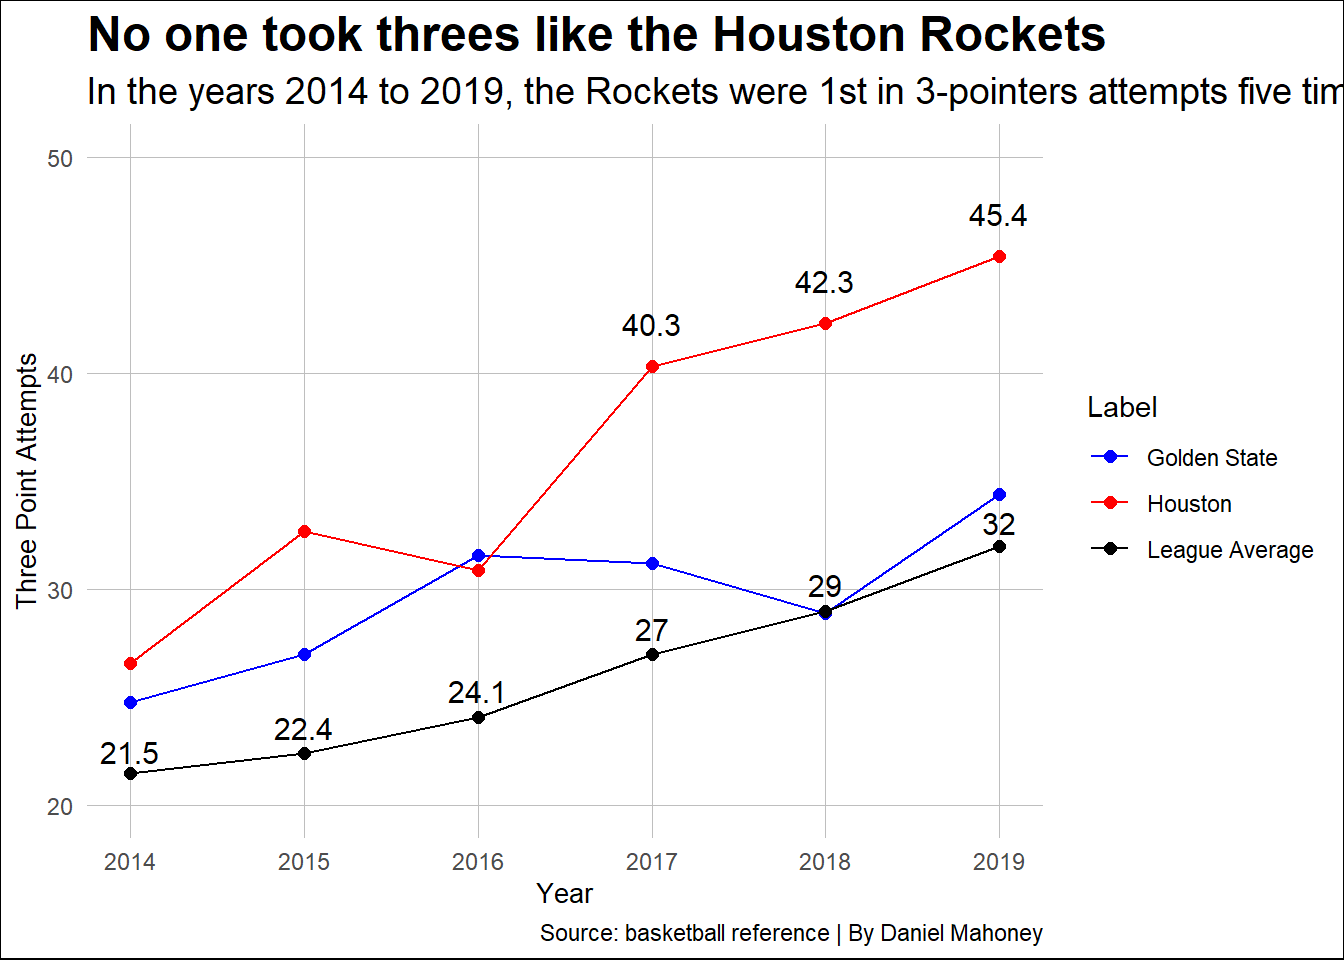 No one took threes like the Houston Rockets
In the years 2014 to 2019, the Rockets were 1st in 3-pointers attempts five
50
45.4
42.3
40.3
40
Three Point Attempts
Label
Golden State
Houston
League Average
32
30
29
27
24.1
22.4
21.5
20
2014 2015 2016 2017 2018 2019
Year
Source: basketball reference | By Daniel Mahoney